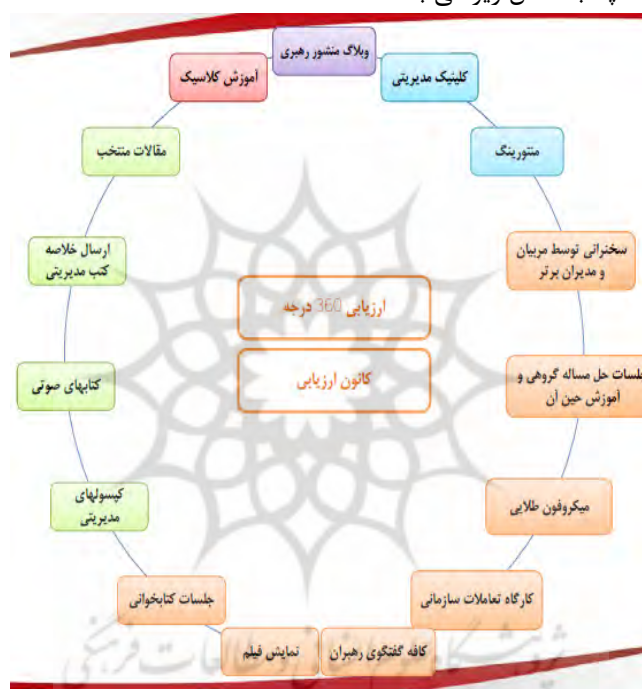 وبلاگ منشور رهبری
کلینیک مدیریتی
منتورینگ
سخنرانی توسط مربیان
و مدیران برتر
جلسات حل مساله گروهی و
آموزش حین آن
میکروفون طلایی
کارگاه تعاملات سازمانی
کافه گفتگوی رهبران
نمایش فیلم
جلسات کتابخوانی
کپسولهای
مدیریتی
کتابهای صوتی
ارسال خلاصه
کتب مدیریتی
مقالات منتخب
آموزش کلاسیک
ارزیابی 360 درجه
کانون ارزیابی